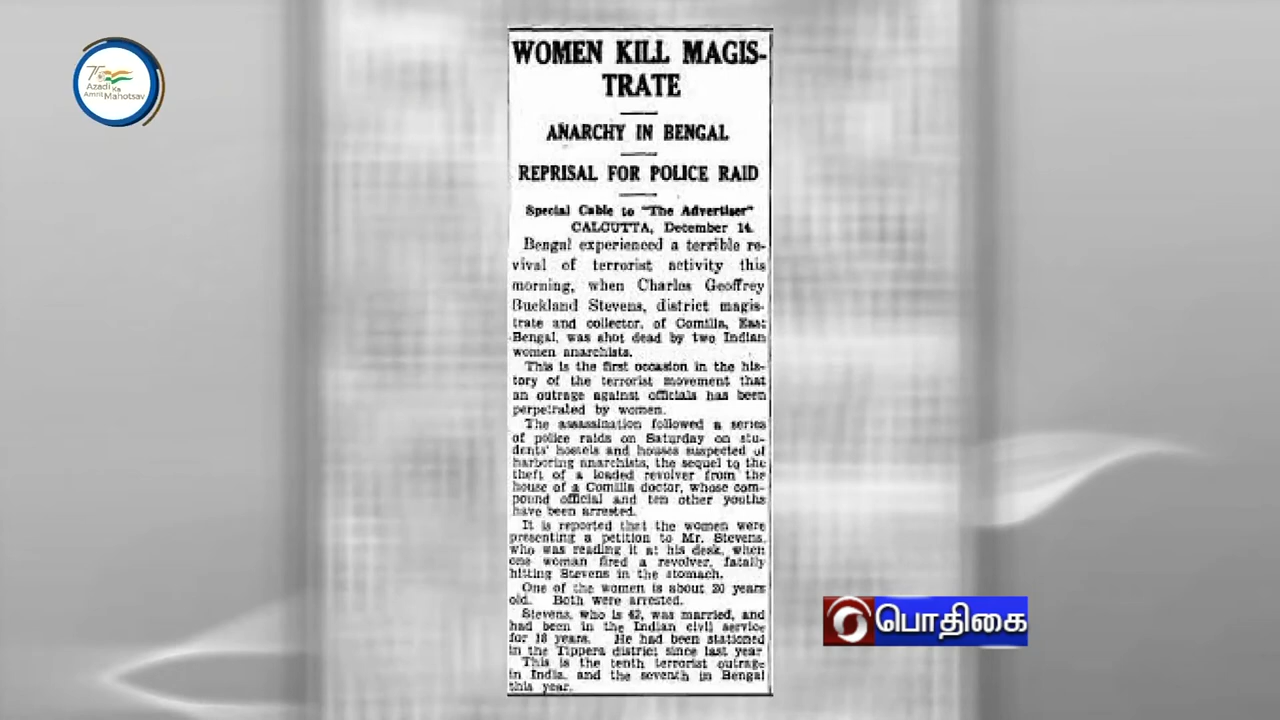 75
Azadi
Ka
Amrit Mahotsav
WOMEN KILL MAGIS-
TRATE
ANARCHY IN BENGAL
REPRISAL FOR POLICE RAID
Special Cable to "The Advertiser"
CALCUTTA, December 14.
Bengal experienced a terrible re-
vival of terrorist activity this
morning, when Charles Geoffrey
Buckland Stevens, district magis-
trate and collector, of Comilla, East
Bengal, was shot dead by two Indian
women anarchists.
This is the first occasion in the his-
tory of the terrorist movement that
an outrage against officials has been
perpetrated by women.
The assassination followed a series
of police raids on Saturday on stu-
dents' hostels and houses suspected of
harboring anarchists, the sequel to the
theft of a loaded revolver from the
house of a Comilla doctor, whose com-
pound official and ten other youths
have been arrested.
It is reported that the women were
presenting a petition to Mr. Stevens,
who was reading it at his desk, when
one woman fired a revolver, fatally
hitting Stevens in the stomach.
One of the women is about 20 years
old. Both were arrested.
Stevens, who is 42, was married, and
had been in the Indian civil service
for 18 years. He had been stationed
in the Tippera district since last year
This is the tenth terrorist outrage
in India, and the seventh in Bengal
this year.
பொதிகை